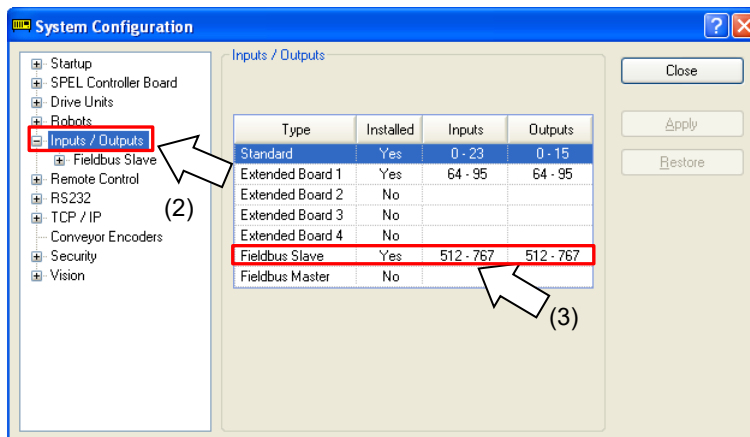 System Configuration
Startup
SPEL Controller Board
Drive Units
Robots
Inputs / Outputs
Fieldbus Slave
Remote Control
RS232
TCP / IP
Conveyor Encoders
Security
Vision
(2)
Inputs / Outputs
Type Installed Inputs Outputs
Standard Yes 0 - 23 0 - 15
Extended Board 1 Yes 64 - 95 64 - 95
Extended Board 2 No
Extended Board 3 No
Extended Board 4 No
Fieldbus Slave Yes 512 - 767 512 - 767
Fieldbus Master No
(3)
Close
Apply
Restore